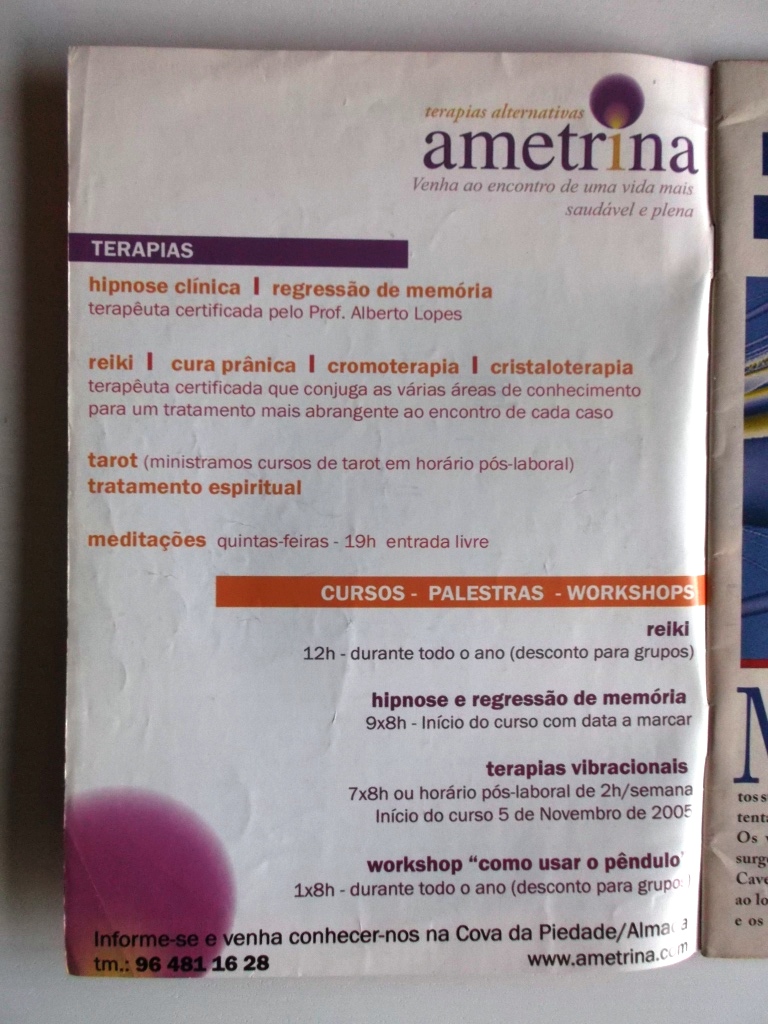 terapias alternativas
ametrina
Venha ao encontro de uma vida mais
saudável e plena
TERAPIAS
hipnose clínica I regressão de memória
terapêuta certificada pelo Prof. Alberto Lopes
reiki I cura prânica I cromoterapia I cristaloterapia
terapêuta certificada que conjuga as várias áreas de conhecimento
para um tratamento mais abrangente ao encontro de cada caso
tarot (ministramos cursos de tarot em horário pós-laboral)
tratamento espiritual
meditações quintas-feiras - 19h entrada livre
CURSOS - PALESTRAS - WORKSHOPS
reiki
12h - durante todo o ano (desconto para grupos)
hipnose e regressão de memória
9x8h - Início do curso com data a marcar
terapias vibracionais
7x8h ou horário pós-laboral de 2h/semana
Início do curso 5 de Novembro de 2005
workshop "como usar o pêndulo"
1x8h - durante todo o ano (desconto para grupos)
Informe-se e venha conhecer-nos na Cova da Piedade/Almada
tm.: 96 481 16 28
www.ametrina.com
M
Os
ao lo
e os